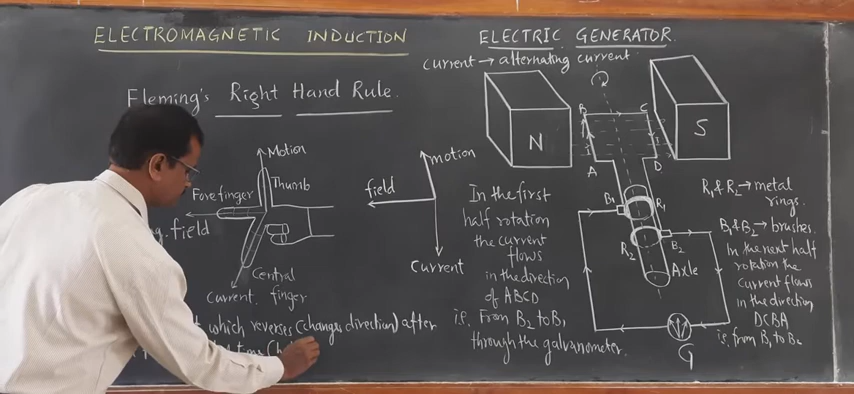 ELECTROMAGNETIC INDUCTION
ELECTRIC GENERATOR
Current → alternating current
Fleming's Right Hand Rule.
Motion
Thumb
Forefinger
field
Central
finger
Current
motion
field
Current
which reverses (changes direction) after
In the first
half rotation
the current
flows
in the direction
of ABCD
i.e. From B2 to B1
through the galvanometer.
N
S
B
C
A
D
I
I
B1
R1
R2
B2
Axle
G
R1 & R2 → metal
rings.
B1 & B2 → brushes.
In the next half
rotation the
current flows
in the direction
DCBA
i.e. from B1 to B2